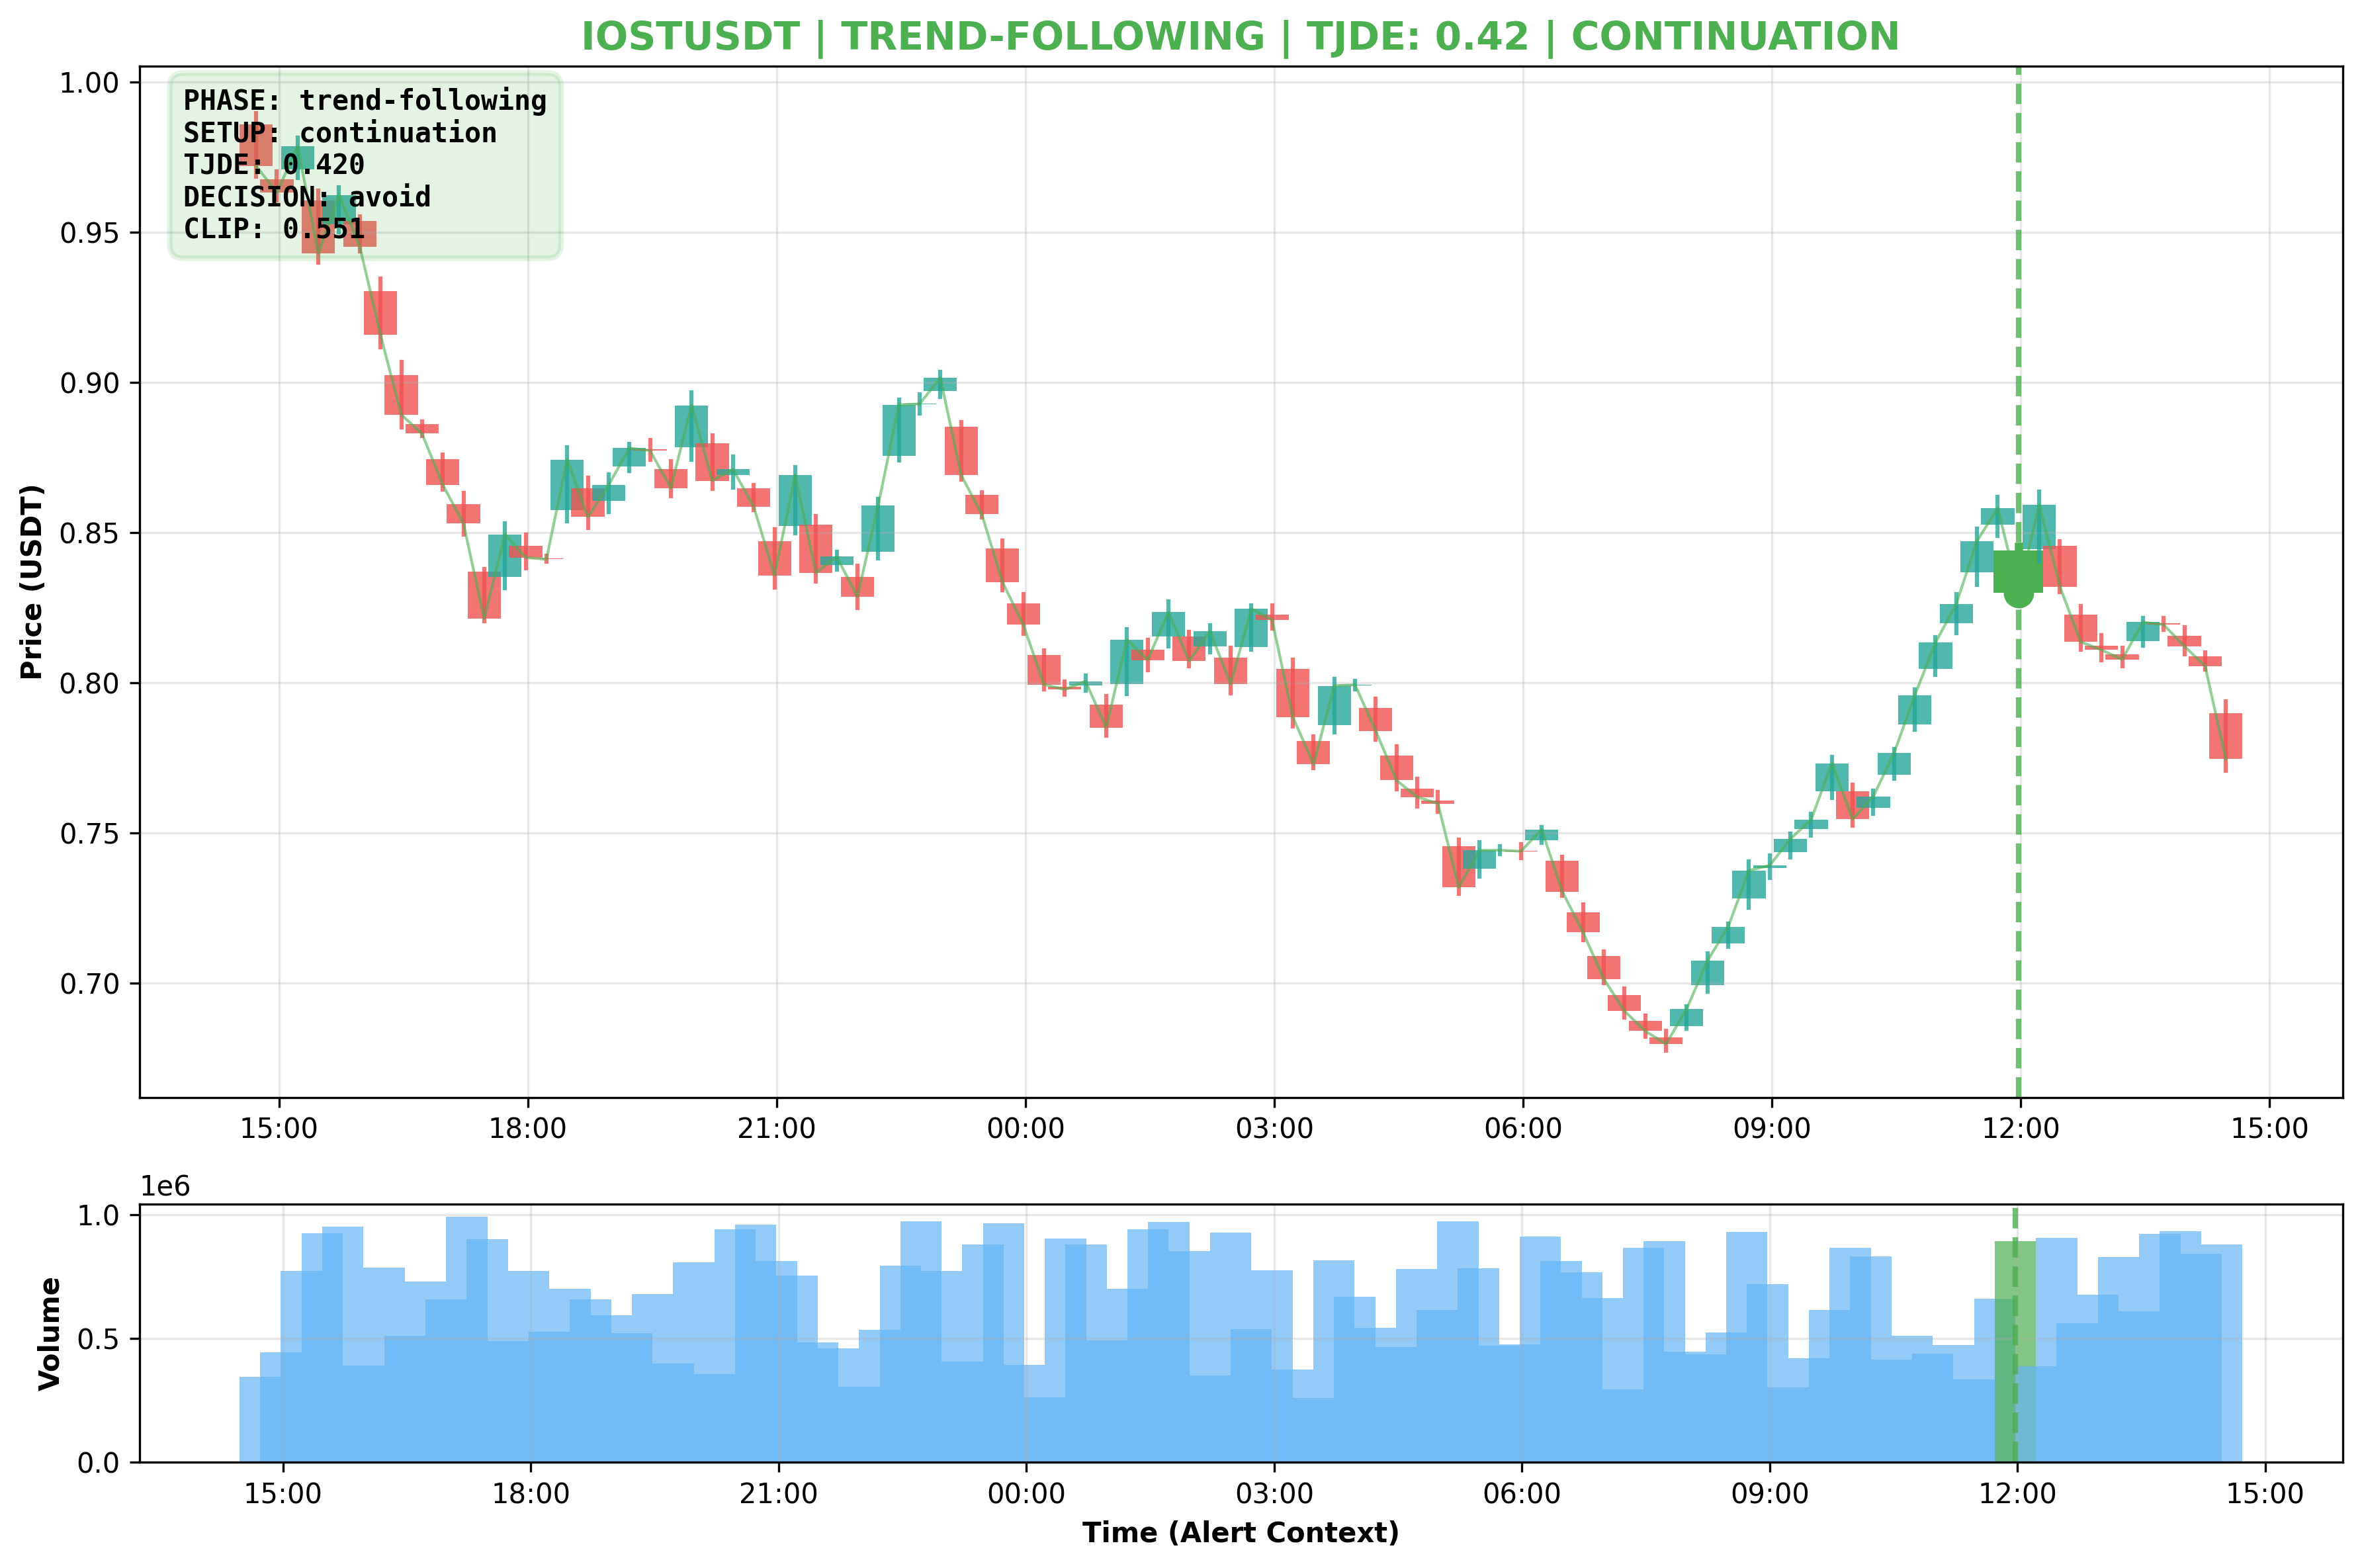 IOSTUSDT | TREND-FOLLOWING | TJDE: 0.42 | CONTINUATION
PHASE: trend-following
SETUP: continuation
TJDE: 0.420
DECISION: avoid
CLIP: 0.551
Price (USDT)
1.00
0.95
0.90
0.85
0.80
0.75
0.70
15:00 18:00 21:00 00:00 03:00 06:00 09:00 12:00 15:00
1e6
Volume
1.0
0.5
0.0
15:00 18:00 21:00 00:00 03:00 06:00 09:00 12:00 15:00
Time (Alert Context)